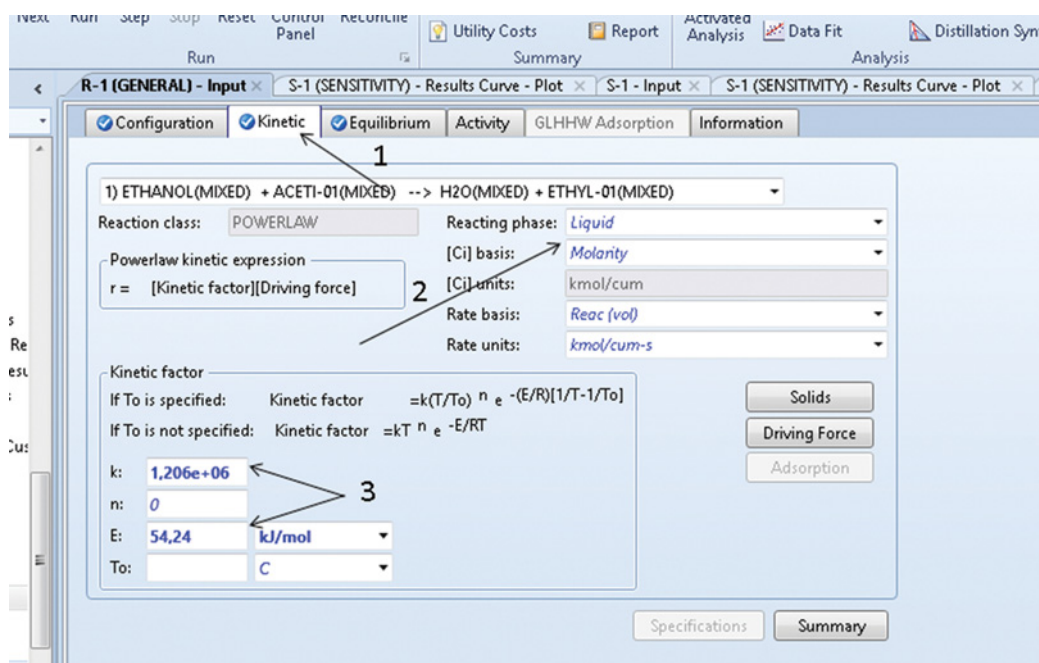 Next Run Step Stop Reset Control Panel Reconcile
Utility Costs Report Activated Analysis Data Fit Distillation Syn
Run Summary Analysis
R-1 (GENERAL) - Input S-1 (SENSITIVITY) - Results Curve - Plot S-1 - Input S-1 (SENSITIVITY) - Results Curve - Plot
Configuration Kinetic Equilibrium Activity GLHHW Adsorption Information
1
1) ETHANOL(MIXED) + ACETI-01(MIXED) --> H2O(MIXED) + ETHYL-01(MIXED)
Reaction class: POWERLAW Reacting phase: Liquid
[Ci] basis: Molarity
Powerlaw kinetic expression
r = [Kinetic factor][Driving force]
2
[Ci] units: kmol/cum
Rate basis: Reac (vol)
Rate units: kmol/cum-s
s
Re
esu
s
Cus
Kinetic factor
If To is specified: Kinetic factor =k(T/To) n e -(E/R)[1/T-1/To]
If To is not specified: Kinetic factor =kT n e -E/RT
Solids
Driving Force
Adsorption
k: 1,206e+06
3
n: 0
E: 54,24 kJ/mol
To: C
Specifications Summary